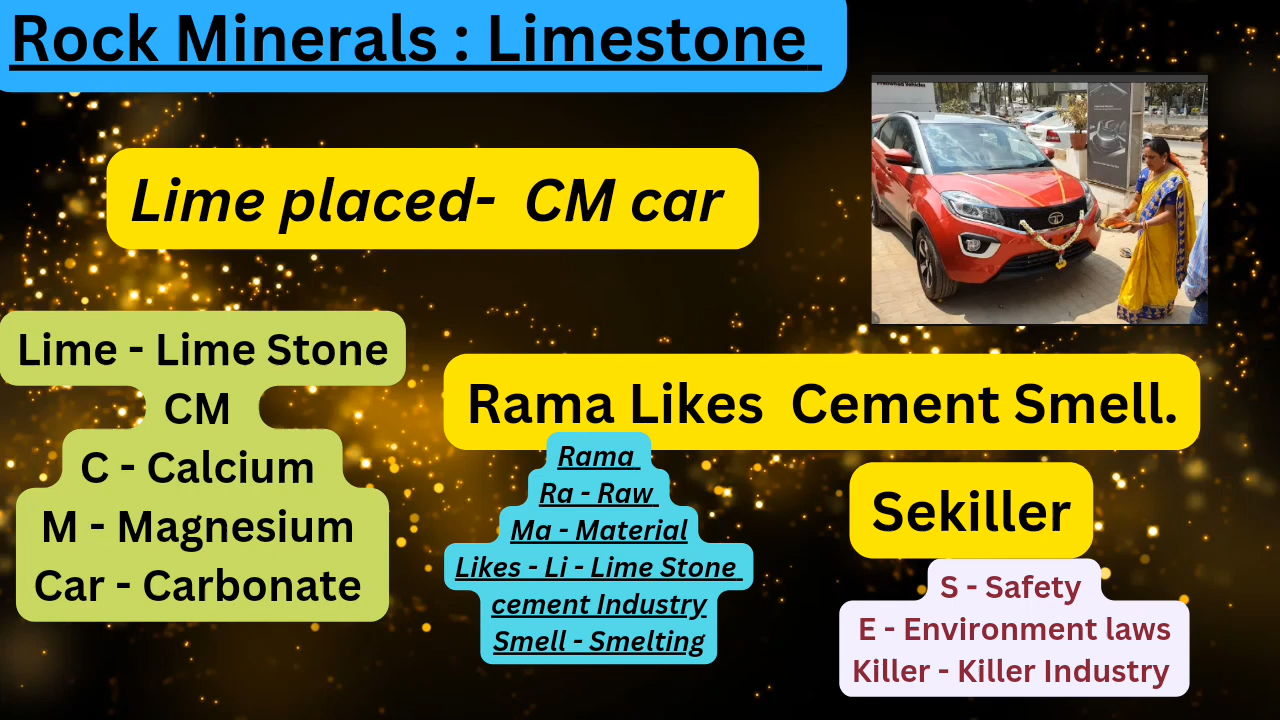 Rock Minerals : Limestone
Lime placed- CM car
Lime - Lime Stone
CM
C - Calcium
M - Magnesium
Car - Carbonate
Rama Likes Cement Smell.
Rama
Ra - Raw
Ma - Material
Likes - Li - Lime Stone
cement Industry
Smell - Smelting
Sekiller
S - Safety
E - Environment laws
Killer - Killer Industry